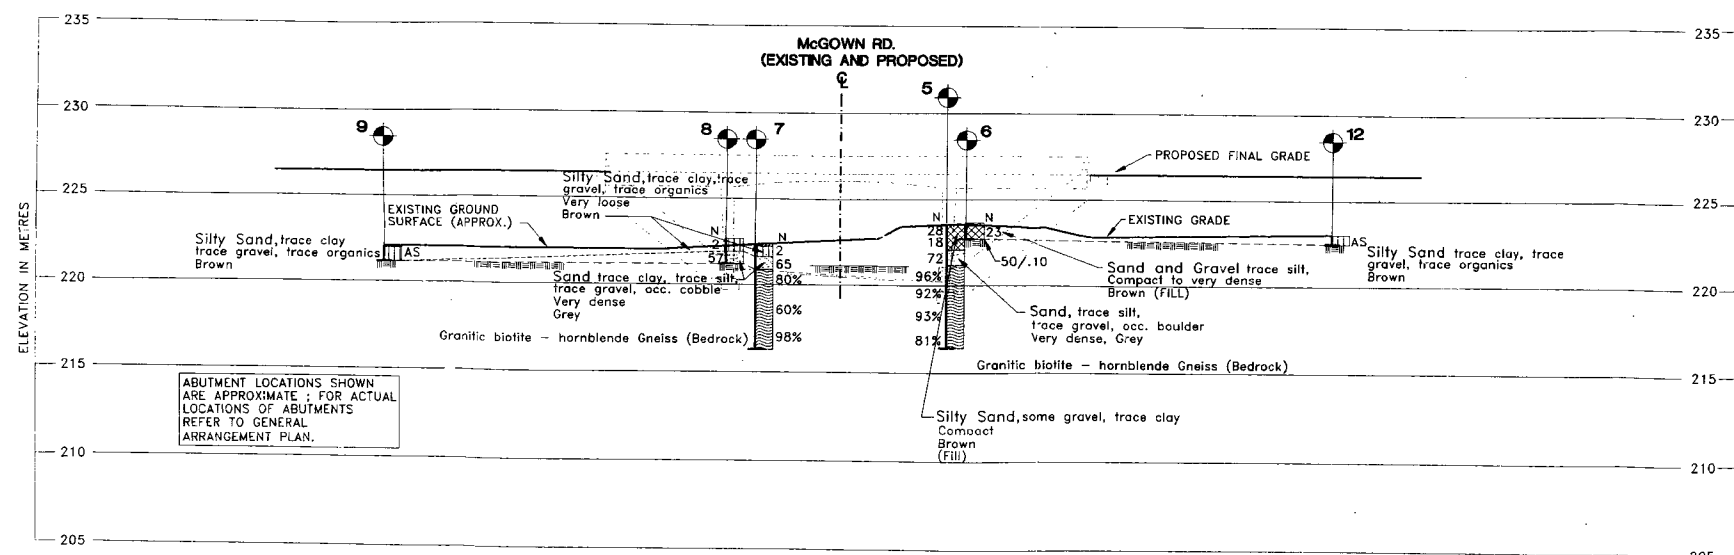 235
235
McGOWN RD.
(EXISTING AND PROPOSED)
℄
5
230
230
9
8
7
6
12
PROPOSED FINAL GRADE
Silty Sand, trace clay, trace
gravel, trace organics
Very loose
Brown
225
225
EXISTING GROUND
SURFACE (APPROX.)
EXISTING GRADE
ELEVATION IN METRES
Silty Sand, trace clay
trace gravel, trace organics
Brown
AS
N
2
57
N
2
65
80%
60%
98%
N
28
18
72
96%
92%
93%
81%
N
23
50/.10
AS
Silty Sand trace clay, trace
gravel, trace organics
Brown
220
220
Sand trace clay, trace silt,
trace gravel, occ. cobble
Very dense
Grey
Sand and Gravel trace silt,
Compact to very dense
Brown (FILL)
Sand, trace silt,
trace gravel, occ. boulder
Very dense, Grey
Granitic biotite - hornblende Gneiss (Bedrock)
Granitic biotite - hornblende Gneiss (Bedrock)
215
215
ABUTMENT LOCATIONS SHOWN
ARE APPROXIMATE ; FOR ACTUAL
LOCATIONS OF ABUTMENTS
REFER TO GENERAL
ARRANGEMENT PLAN.
Silty Sand, some gravel, trace clay
Compact
Brown
(Fill)
210
210
205